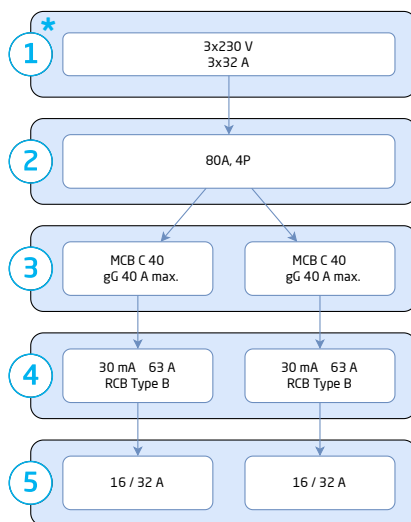 *
1
3x230 V
3x32 A
2
80A, 4P
3
MCB C 40
gG 40 A max.
MCB C 40
gG 40 A max.
4
30 mA 63 A
RCB Type B
30 mA 63 A
RCB Type B
5
16 / 32 A
16 / 32 A